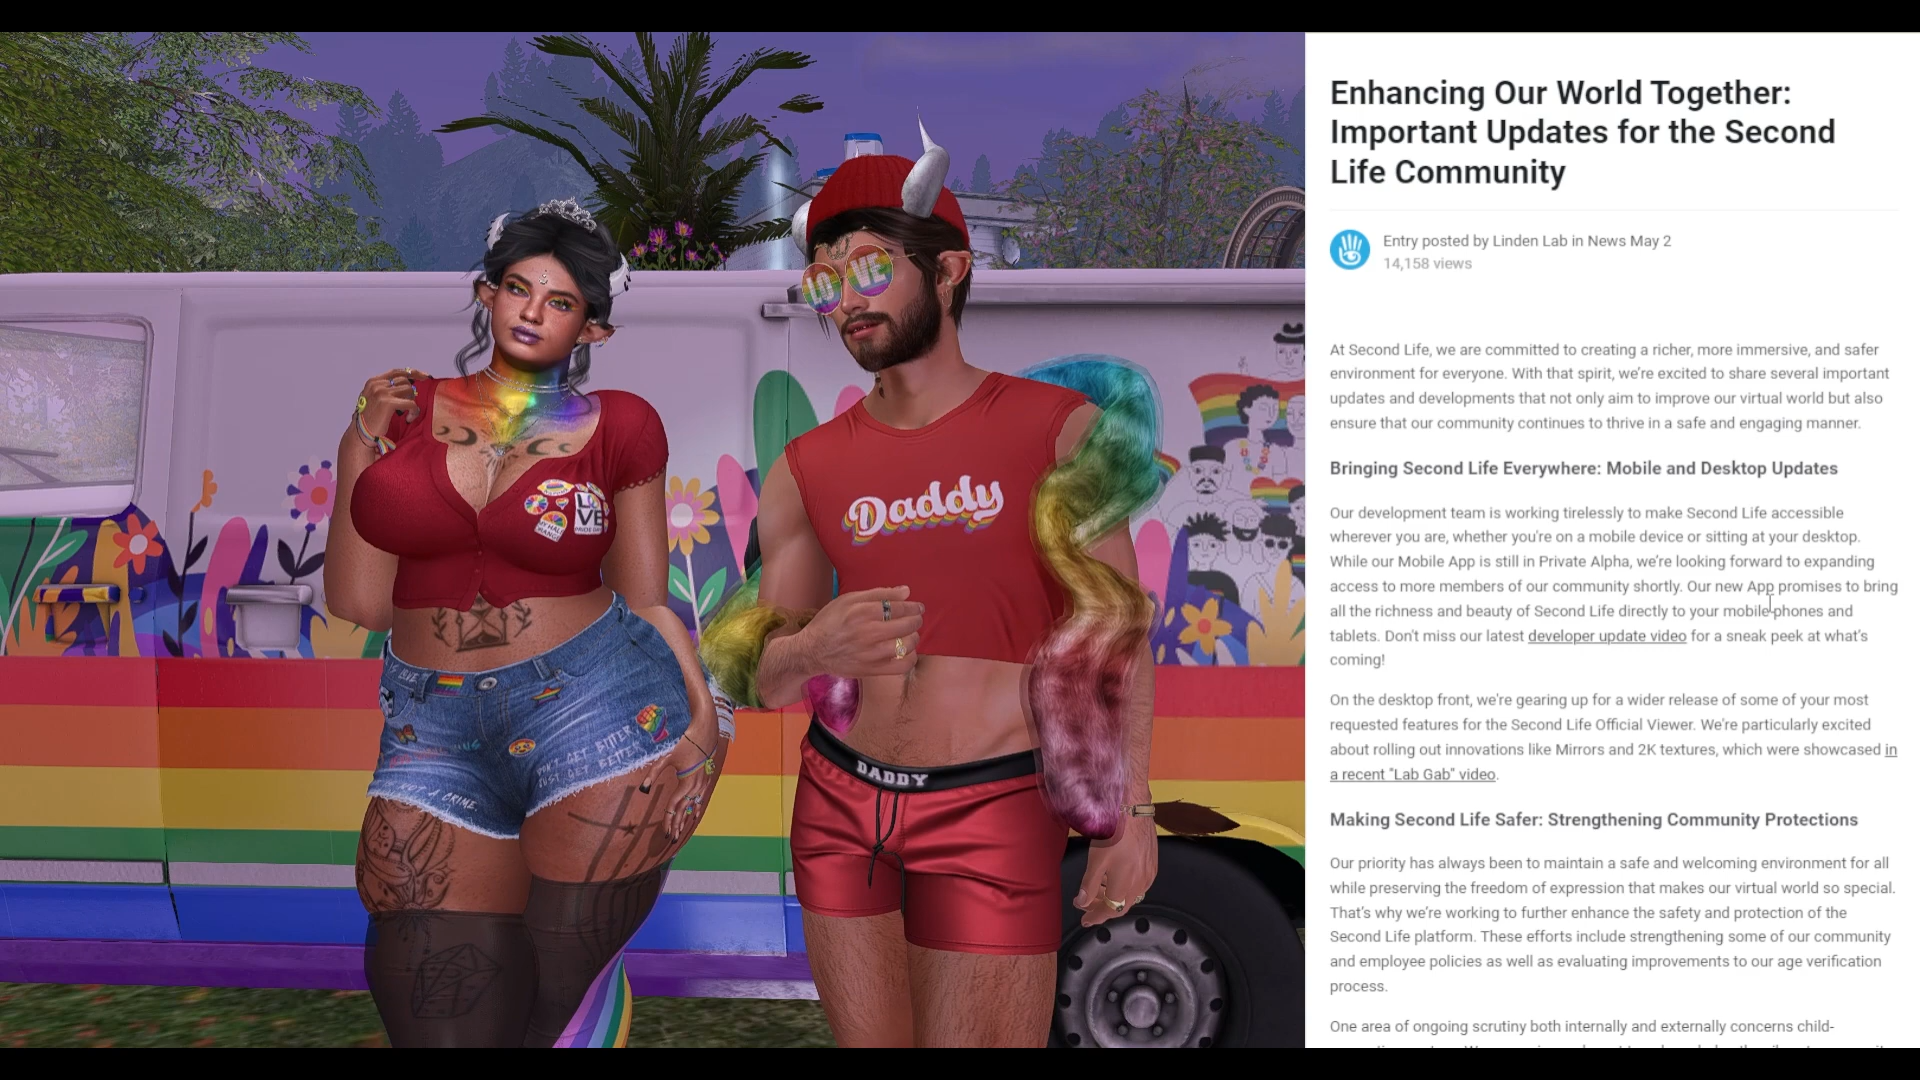 Enhancing Our World Together:
Important Updates for the Second
Life Community
Entry posted by Linden Lab in News May 2
14,158 views
At Second Life, we are committed to creating a richer, more immersive, and safer
environment for everyone. With that spirit, we're excited to share several important
updates and developments that not only aim to improve our virtual world but also
ensure that our community continues to thrive in a safe and engaging manner.
Bringing Second Life Everywhere: Mobile and Desktop Updates
Our development team is working tirelessly to make Second Life accessible
wherever you are, whether you're on a mobile device or sitting at your desktop.
While our Mobile App is still in Private Alpha, we're looking forward to expanding
access to more members of our community shortly. Our new App promises to bring
all the richness and beauty of Second Life directly to your mobile phones and
tablets. Don't miss our latest developer update video for a sneak peek at what's
coming!
On the desktop front, we're gearing up for a wider release of some of your most
requested features for the Second Life Official Viewer. We're particularly excited
about rolling out innovations like Mirrors and 2K textures, which were showcased in
a recent "Lab Gab" video.
Making Second Life Safer: Strengthening Community Protections
Our priority has always been to maintain a safe and welcoming environment for all
while preserving the freedom of expression that makes our virtual world so special.
That's why we're working to further enhance the safety and protection of the
Second Life platform. These efforts include strengthening some of our community
and employee policies as well as evaluating improvements to our age verification
process.
One area of ongoing scrutiny both internally and externally concerns child-
LO VE
Daddy
LO
VE
DADDY
DON'T GET BITTER
JUST GET BETTER
NOT A CRIME.